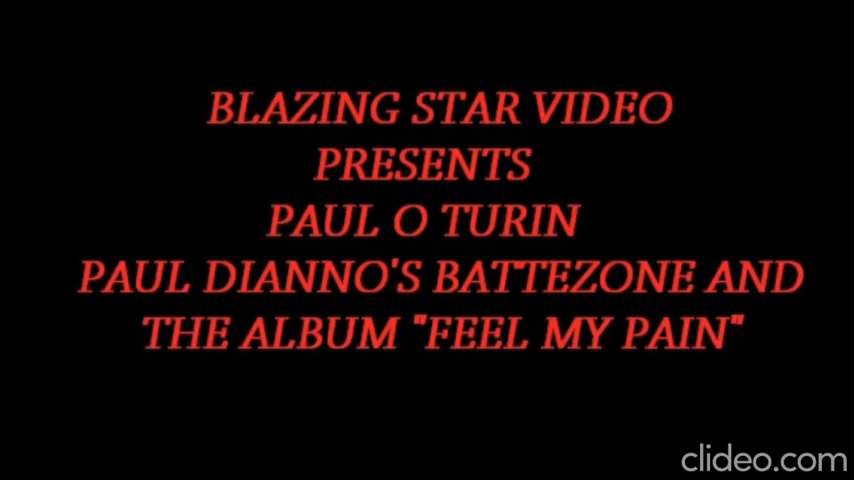 BLAZING STAR VIDEO
PRESENTS
PAUL O TURIN
PAUL DIANNO'S BATTEZONE AND
THE ALBUM "FEEL MY PAIN"
clideo.com